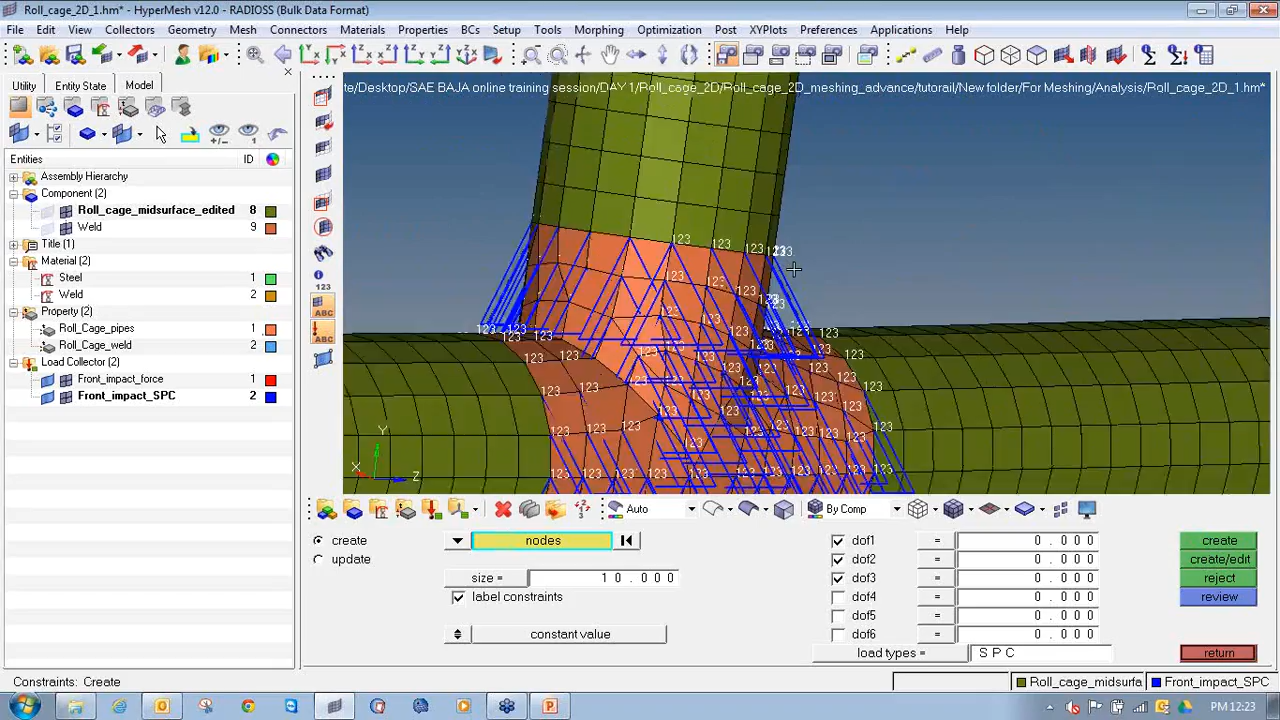 Roll_cage_2D_1.hm* - HyperMesh v12.0 - RADIOSS (Bulk Data Format)
File Edit View Collectors Geometry Mesh Connectors Materials Properties BCs Setup Tools Morphing Optimization Post XYPlots Preferences Applications Help
Utility Entity State Model
te/Desktop/SAE BAJA online training session/DAY 1/Roll_cage_2D/Roll_cage_2D_meshing_advance/tutorail/New folder/For Meshing/Analysis/Roll_cage_2D_1.hm*
Entities ID
Assembly Hierarchy
Component (2)
Roll_cage_midsurface_edited 8
Weld 9
Title (1)
Material (2)
Steel 1
Weld 2
Property (2)
Roll_Cage_pipes 1
Roll_Cage_weld 2
Load Collector (2)
Front_impact_force 1
Front_impact_SPC 2
123
ABC
ABC
Y
X
Z
Auto
By Comp
create
update
nodes
size = 10.000
label constraints
constant value
dof1 = 0.000
dof2 = 0.000
dof3 = 0.000
dof4 = 0.000
dof5 = 0.000
dof6 = 0.000
load types = SPC
create
create/edit
reject
review
return
Constraints: Create
Roll_cage_midsurfa
Front_impact_SPC
PM 12:23